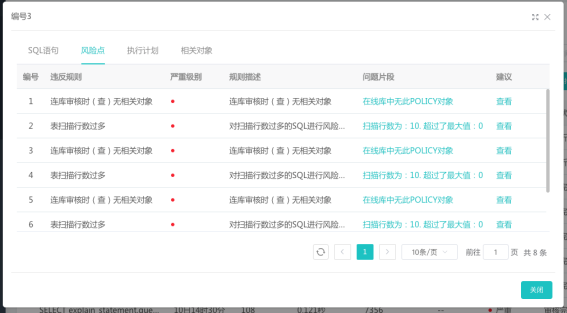 编号3
SQL语句 风险点 执行计划 相关对象
编号 违反规则 严重级别 规则描述 问题片段 建议
1 连库审核时（查）无相关对象 连库审核时（查）无相关对象 在线库中无此POLICY对象 查看
2 表扫描行数过多 对扫描行数过多的SQL进行风险... 扫描行数为：10. 超过了最大值：0 查看
3 连库审核时（查）无相关对象 连库审核时（查）无相关对象 在线库中无此POLICY对象 查看
4 表扫描行数过多 对扫描行数过多的SQL进行风险... 扫描行数为：10. 超过了最大值：0 查看
5 连库审核时（查）无相关对象 连库审核时（查）无相关对象 在线库中无此POLICY对象 查看
6 表扫描行数过多 对扫描行数过多的SQL进行风险... 扫描行数为：10. 超过了最大值：0 查看
1 10条/页 前往 1 页 共 8 条
关闭
SELECT explain_statement.que... 10日14时30分 108 0.121秒 7356 -- 严重